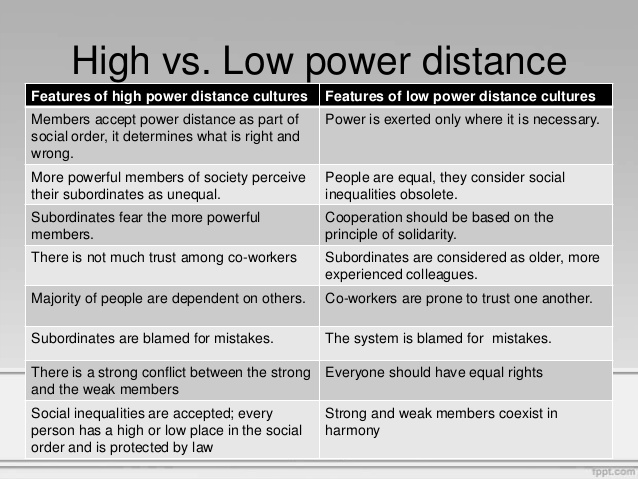 High vs. Low power distance
Features of high power distance cultures
Features of low power distance cultures
Members accept power distance as part of
social order, it determines what is right and
wrong.
Power is exerted only where it is necessary.
More powerful members of society perceive
their subordinates as unequal.
People are equal, they consider social
inequalities obsolete.
Subordinates fear the more powerful
members.
Cooperation should be based on the
principle of solidarity.
There is not much trust among co-workers
Subordinates are considered as older, more
experienced colleagues.
Majority of people are dependent on others.
Co-workers are prone to trust one another.
Subordinates are blamed for mistakes.
The system is blamed for mistakes.
There is a strong conflict between the strong
and the weak members
Everyone should have equal rights
Social inequalities are accepted; every
person has a high or low place in the social
order and is protected by law
Strong and weak members coexist in
harmony
fppt.com